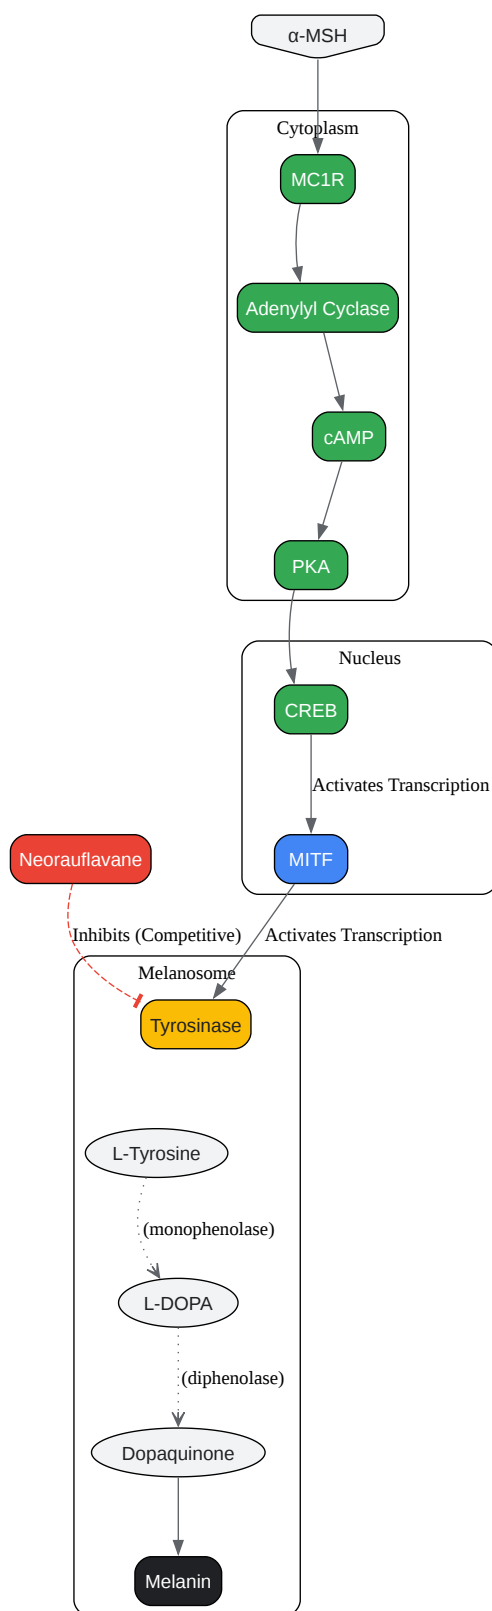 α-MSH
Cytoplasm
MC1R
Adenylyl Cyclase
cAMP
PKA
Nucleus
CREB
Activates Transcription
Neorauflavane
MITF
Inhibits (Competitive)
Activates Transcription
Melanosome
Tyrosinase
L-Tyrosine
(monophenolase)
L-DOPA
(diphenolase)
Dopaquinone
Melanin